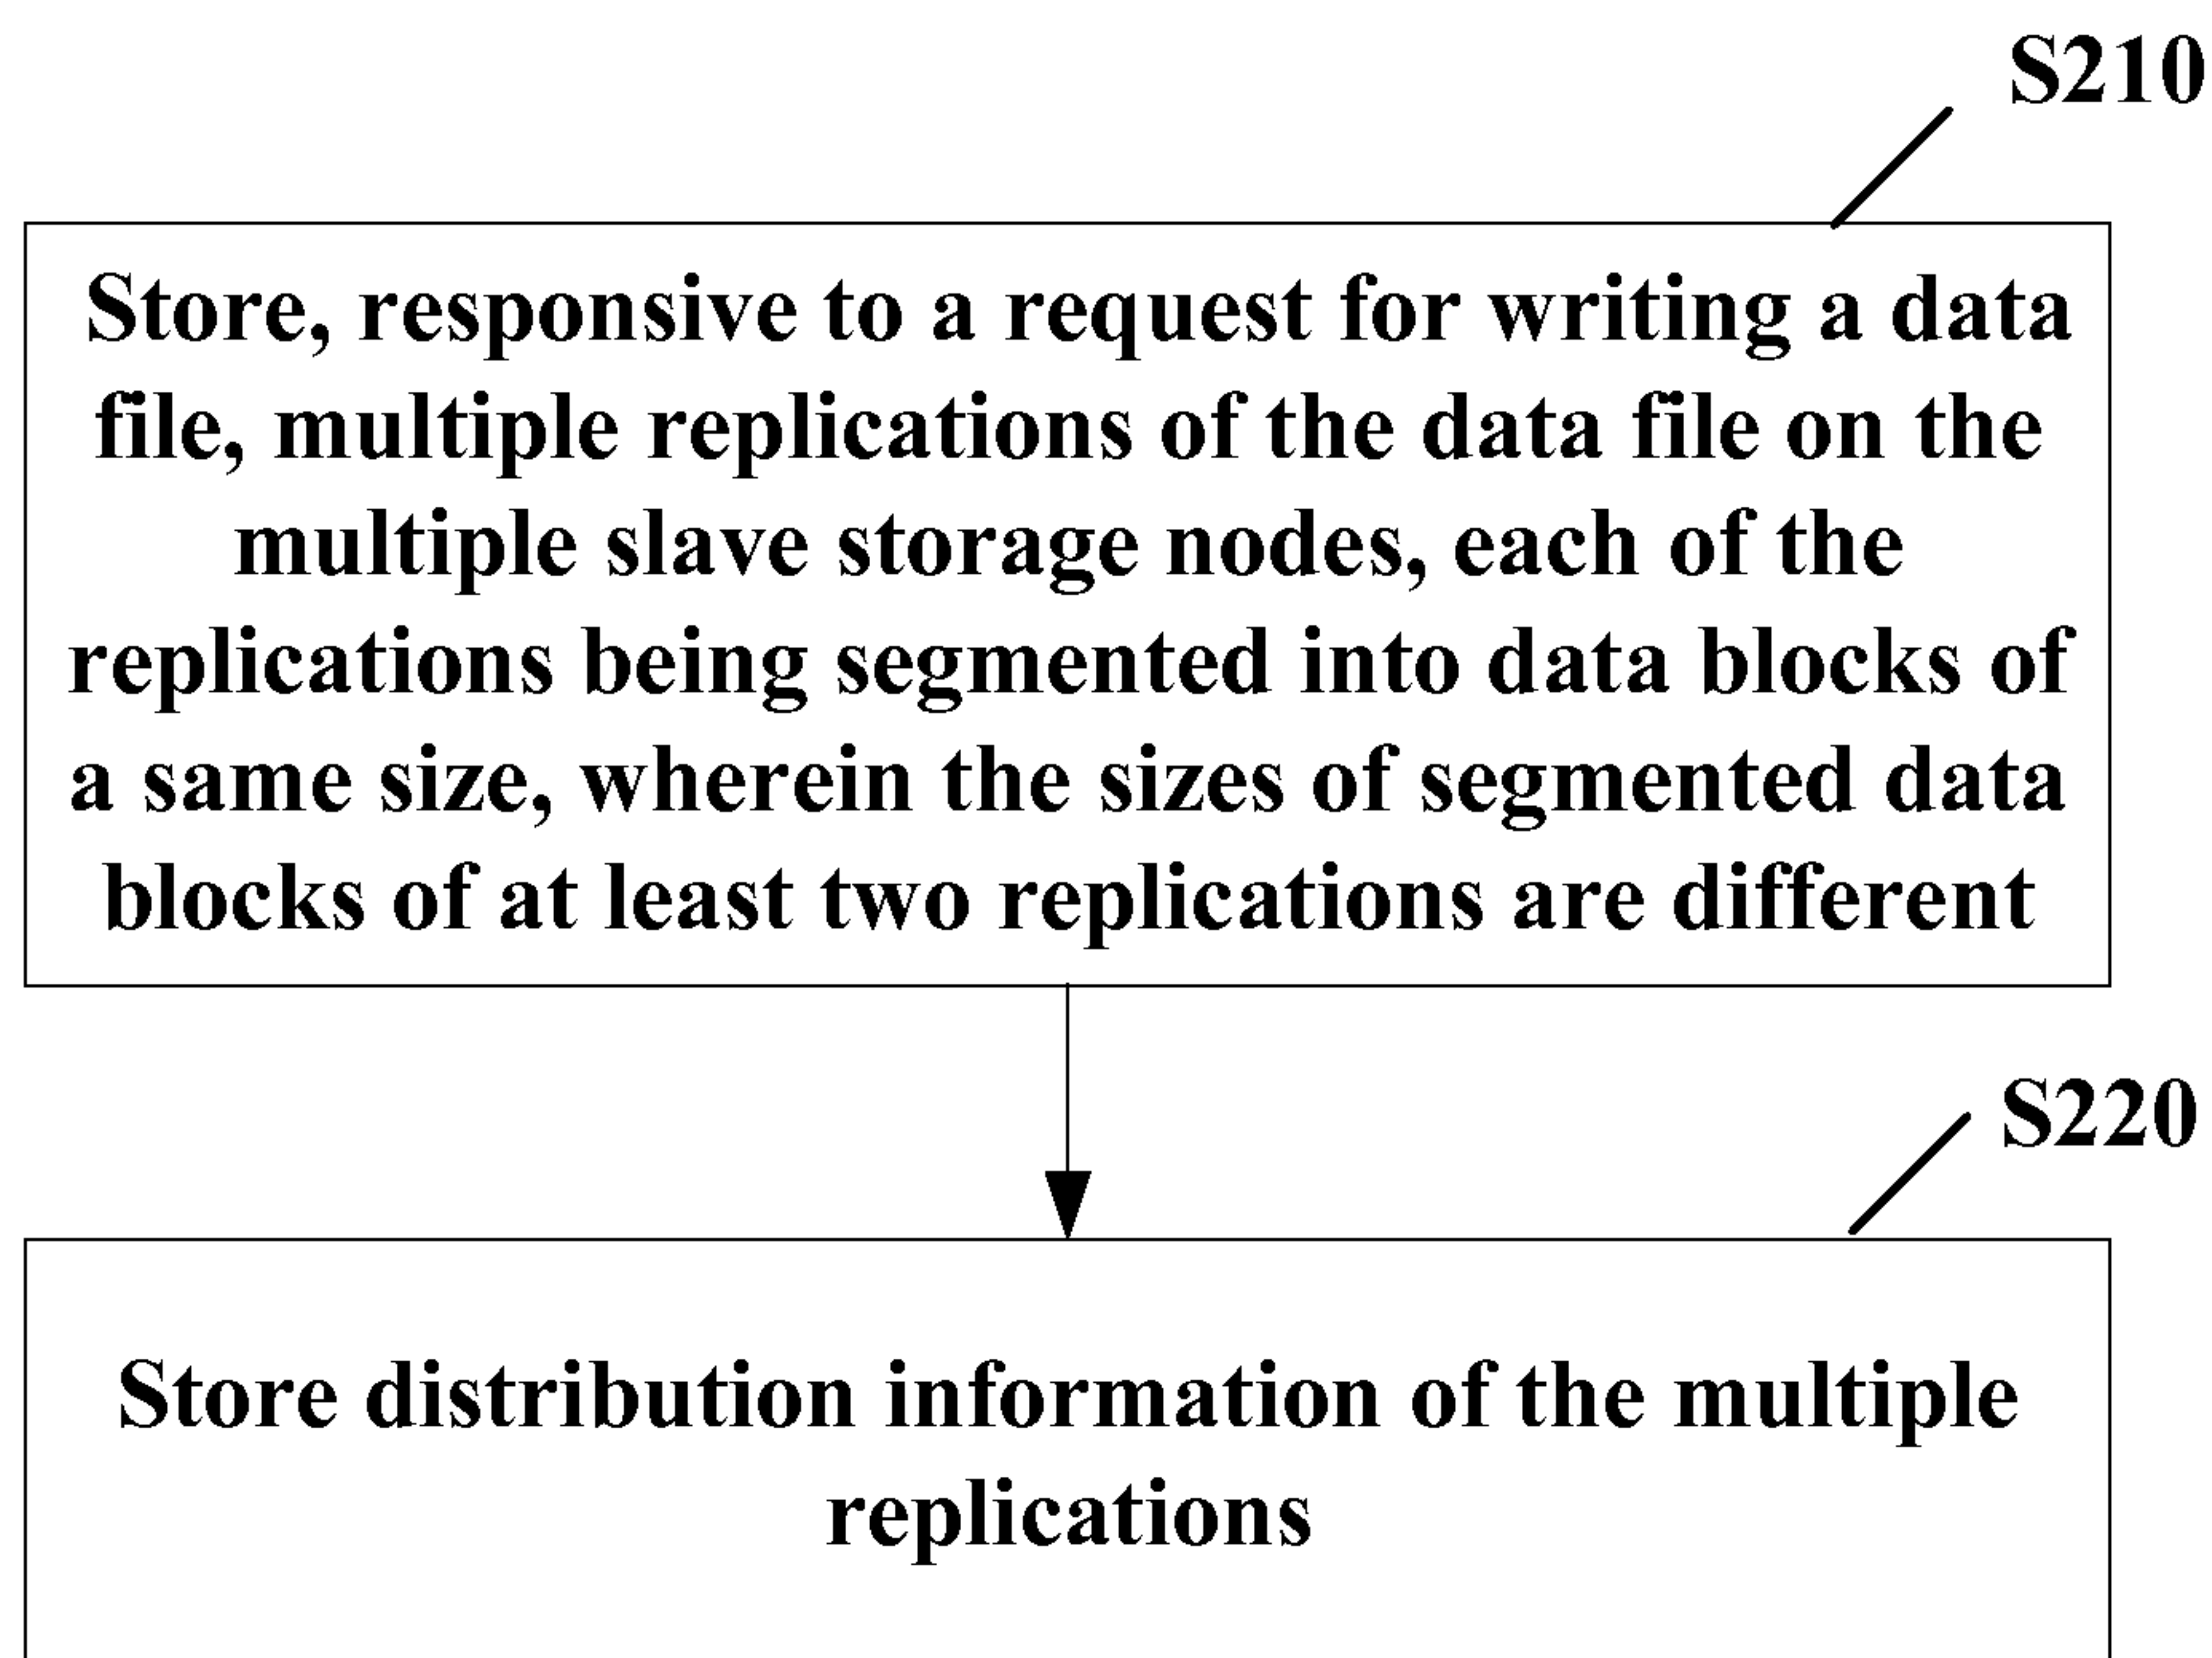 S210
Store, responsive to a request for writing a data
file, multiple replications of the data file on the
multiple slave storage nodes, each of the
replications being segmented into data blocks of
a same size, wherein the sizes of segmented data
blocks of at least two replications are different
S220
Store distribution information of the multiple
replications